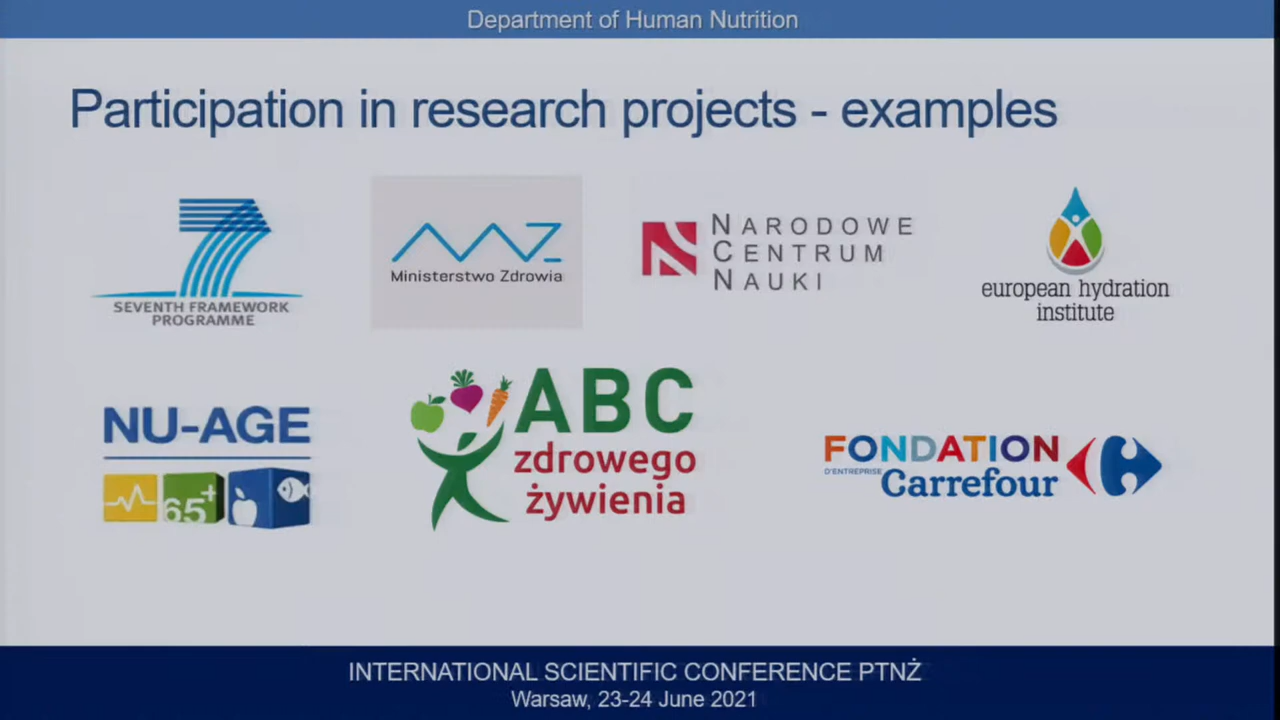 Department of Human Nutrition
Participation in research projects - examples
7
SEVENTH FRAMEWORK
PROGRAMME
MZ
Ministerstwo Zdrowia
NARODOWE
CENTRUM
NAUKI
european hydration
institute
NU-AGE
65+
ABC
zdrowego
żywienia
FONDATION
D'ENTREPRISE
Carrefour
INTERNATIONAL SCIENTIFIC CONFERENCE PTNŻ
Warsaw, 23-24 June 2021